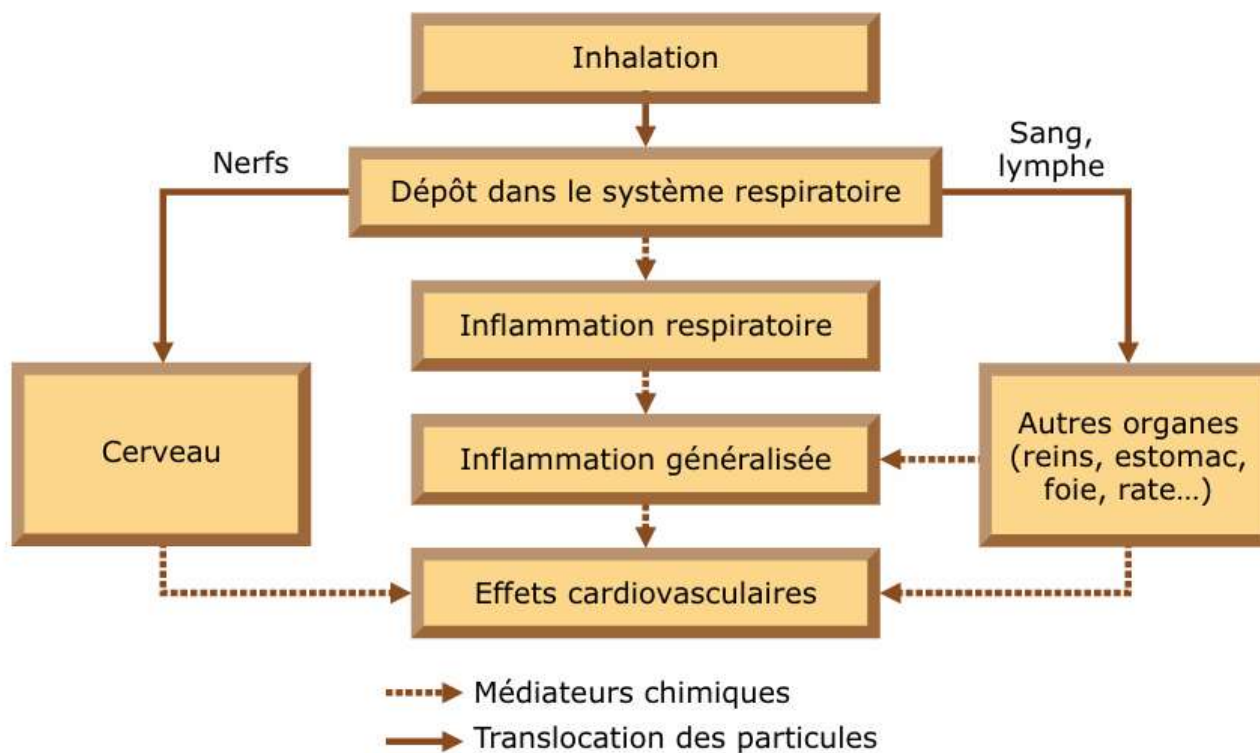 Inhalation
Nerfs
Sang,
lymphe
Dépôt dans le système respiratoire
Inflammation respiratoire
Cerveau
Inflammation généralisée
Autres organes
(reins, estomac,
foie, rate…)
Effets cardiovasculaires
Médiateurs chimiques
Translocation des particules